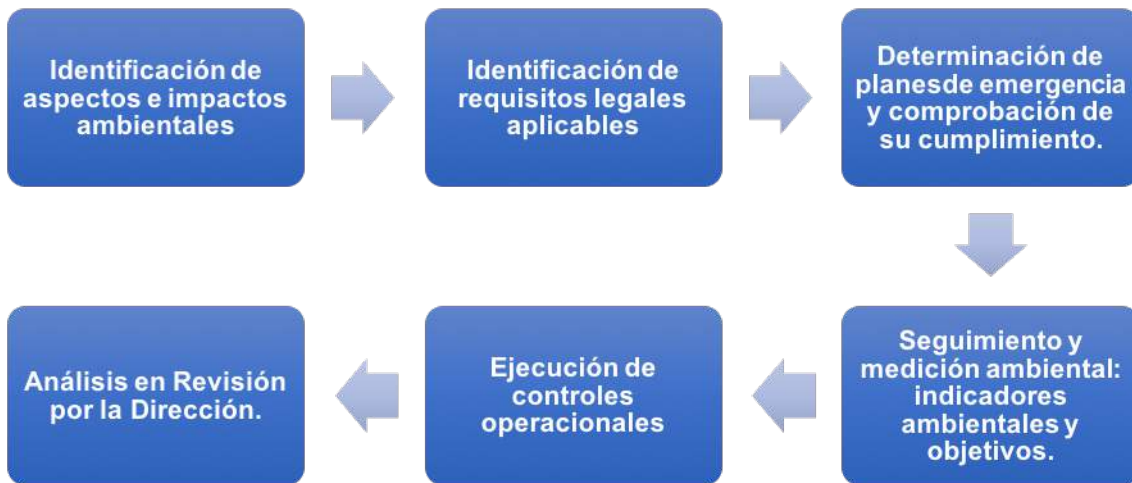 Identificación de
aspectos e impactos
ambientales
Identificación de
requisitos legales
aplicables
Determinación de
planesde emergencia
y comprobación de
su cumplimiento.
Seguimiento y
medición ambiental:
indicadores
ambientales y
objetivos.
Ejecución de
controles
operacionales
Análisis en Revisión
por la Dirección.